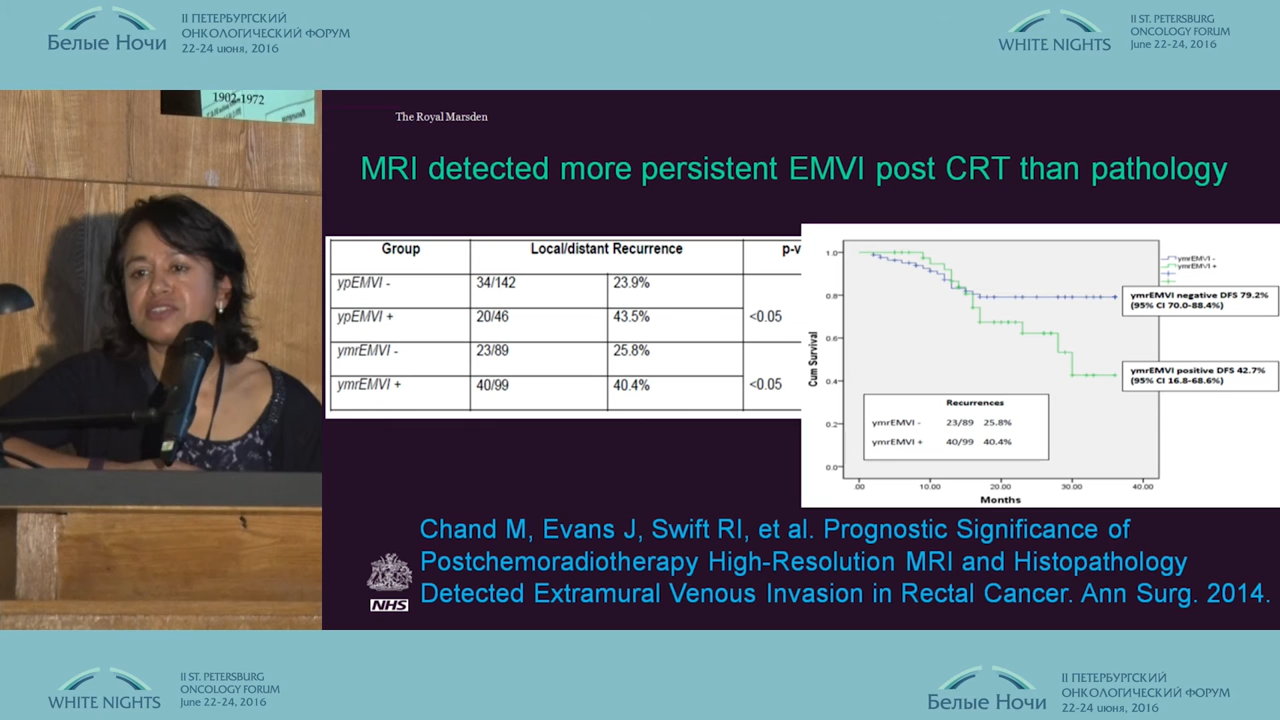 II ПЕТЕРБУРГСКИЙ
ОНКОЛОГИЧЕСКИЙ ФОРУМ
Белые Ночи
22-24 июня, 2016
II ST. PETERSBURG
ONCOLOGY FORUM
WHITE NIGHTS
June 22-24, 2016
1902-1972
The Royal Marsden
MRI detected more persistent EMVI post CRT than pathology
Group Local/distant Recurrence p-v
ypEMVI - 34/142 23.9%
ypEMVI + 20/46 43.5% <0.05
ymrEMVI - 23/89 25.8%
ymrEMVI + 40/99 40.4% <0.05
Cum Survival
1.0
0.8
0.6
0.4
0.2
0.0
.00 10.00 20.00 30.00 40.00
Months
ymrEMVI -
ymrEMVI +
ymrEMVI negative DFS 79.2%
(95% CI 70.0-88.4%)
ymrEMVI positive DFS 42.7%
(95% CI 16.8-68.6%)
Recurrences
ymrEMVI - 23/89 25.8%
ymrEMVI + 40/99 40.4%
Chand M, Evans J, Swift RI, et al. Prognostic Significance of
Postchemoradiotherapy High-Resolution MRI and Histopathology
Detected Extramural Venous Invasion in Rectal Cancer. Ann Surg. 2014.
NHS
WHITE NIGHTS
II ST. PETERSBURG
ONCOLOGY FORUM
June 22-24, 2016
Белые Ночи
II ПЕТЕРБУРГСКИЙ
ОНКОЛОГИЧЕСКИЙ ФОРУМ
22-24 июня, 2016